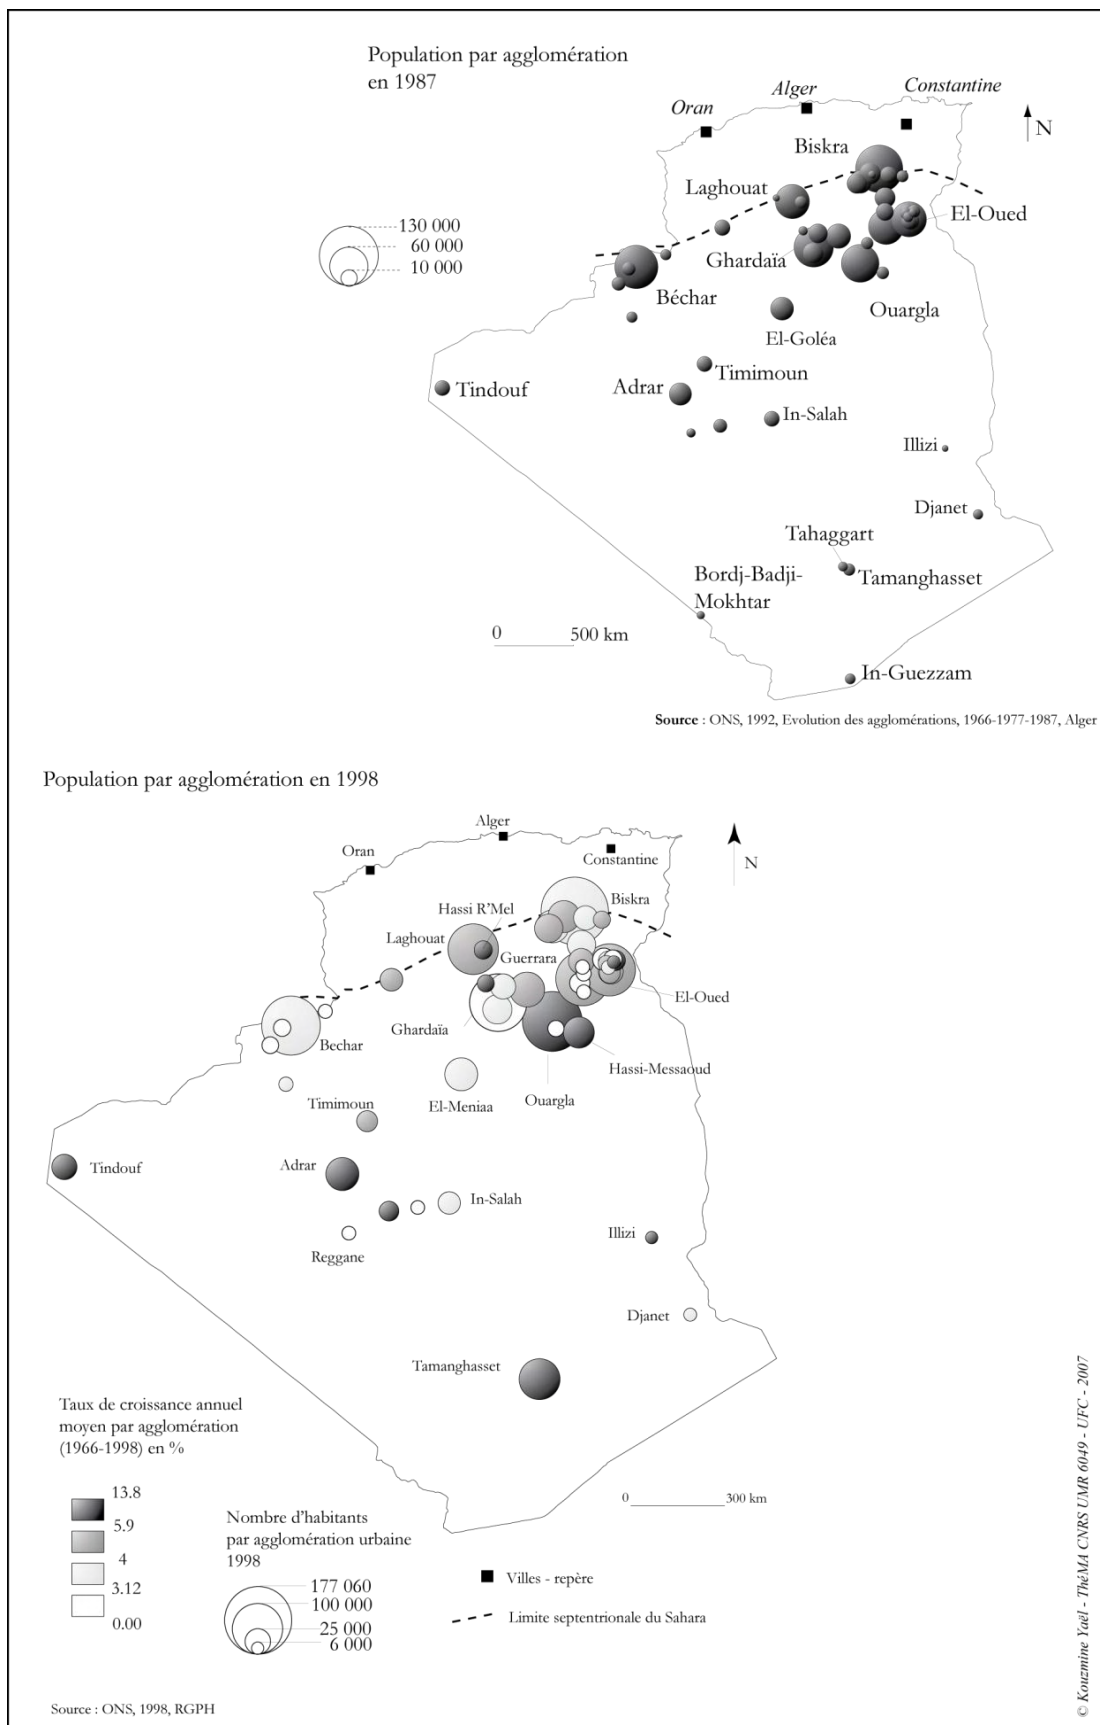 Population par agglomération
en 1987
Constantine
Alger
Oran
N
Biskra
Laghouat
El-Oued
130 000
60 000
10 000
Ghardaïa
Béchar
Ouargla
El-Goléa
Timimoun
Tindouf
Adrar
In-Salah
Illizi
Djanet
Tahaggart
Bordj-Badji-
Mokhtar
Tamanghasset
0 500 km
In-Guezzam
Source : ONS, 1992, Evolution des agglomérations, 1966-1977-1987, Alger
Population par agglomération en 1998
Alger
Oran
Constantine
N
Biskra
Hassi R'Mel
Laghouat
Guerrara
El-Oued
Ghardaïa
Bechar
Hassi-Messaoud
El-Meniaa
Ouargla
Timimoun
Tindouf
Adrar
In-Salah
Illizi
Reggane
Djanet
Tamanghasset
Taux de croissance annuel
moyen par agglomération
(1966-1998) en %
13.8
5.9
4
3.12
0.00
0 300 km
Nombre d'habitants
par agglomération urbaine
1998
177 060
100 000
25 000
6 000
Villes - repère
Limite septentrionale du Sahara
Source : ONS, 1998, RGPH
© Kouzmine Yaël - ThéMA CNRS UMR 6049 - UFC - 2007